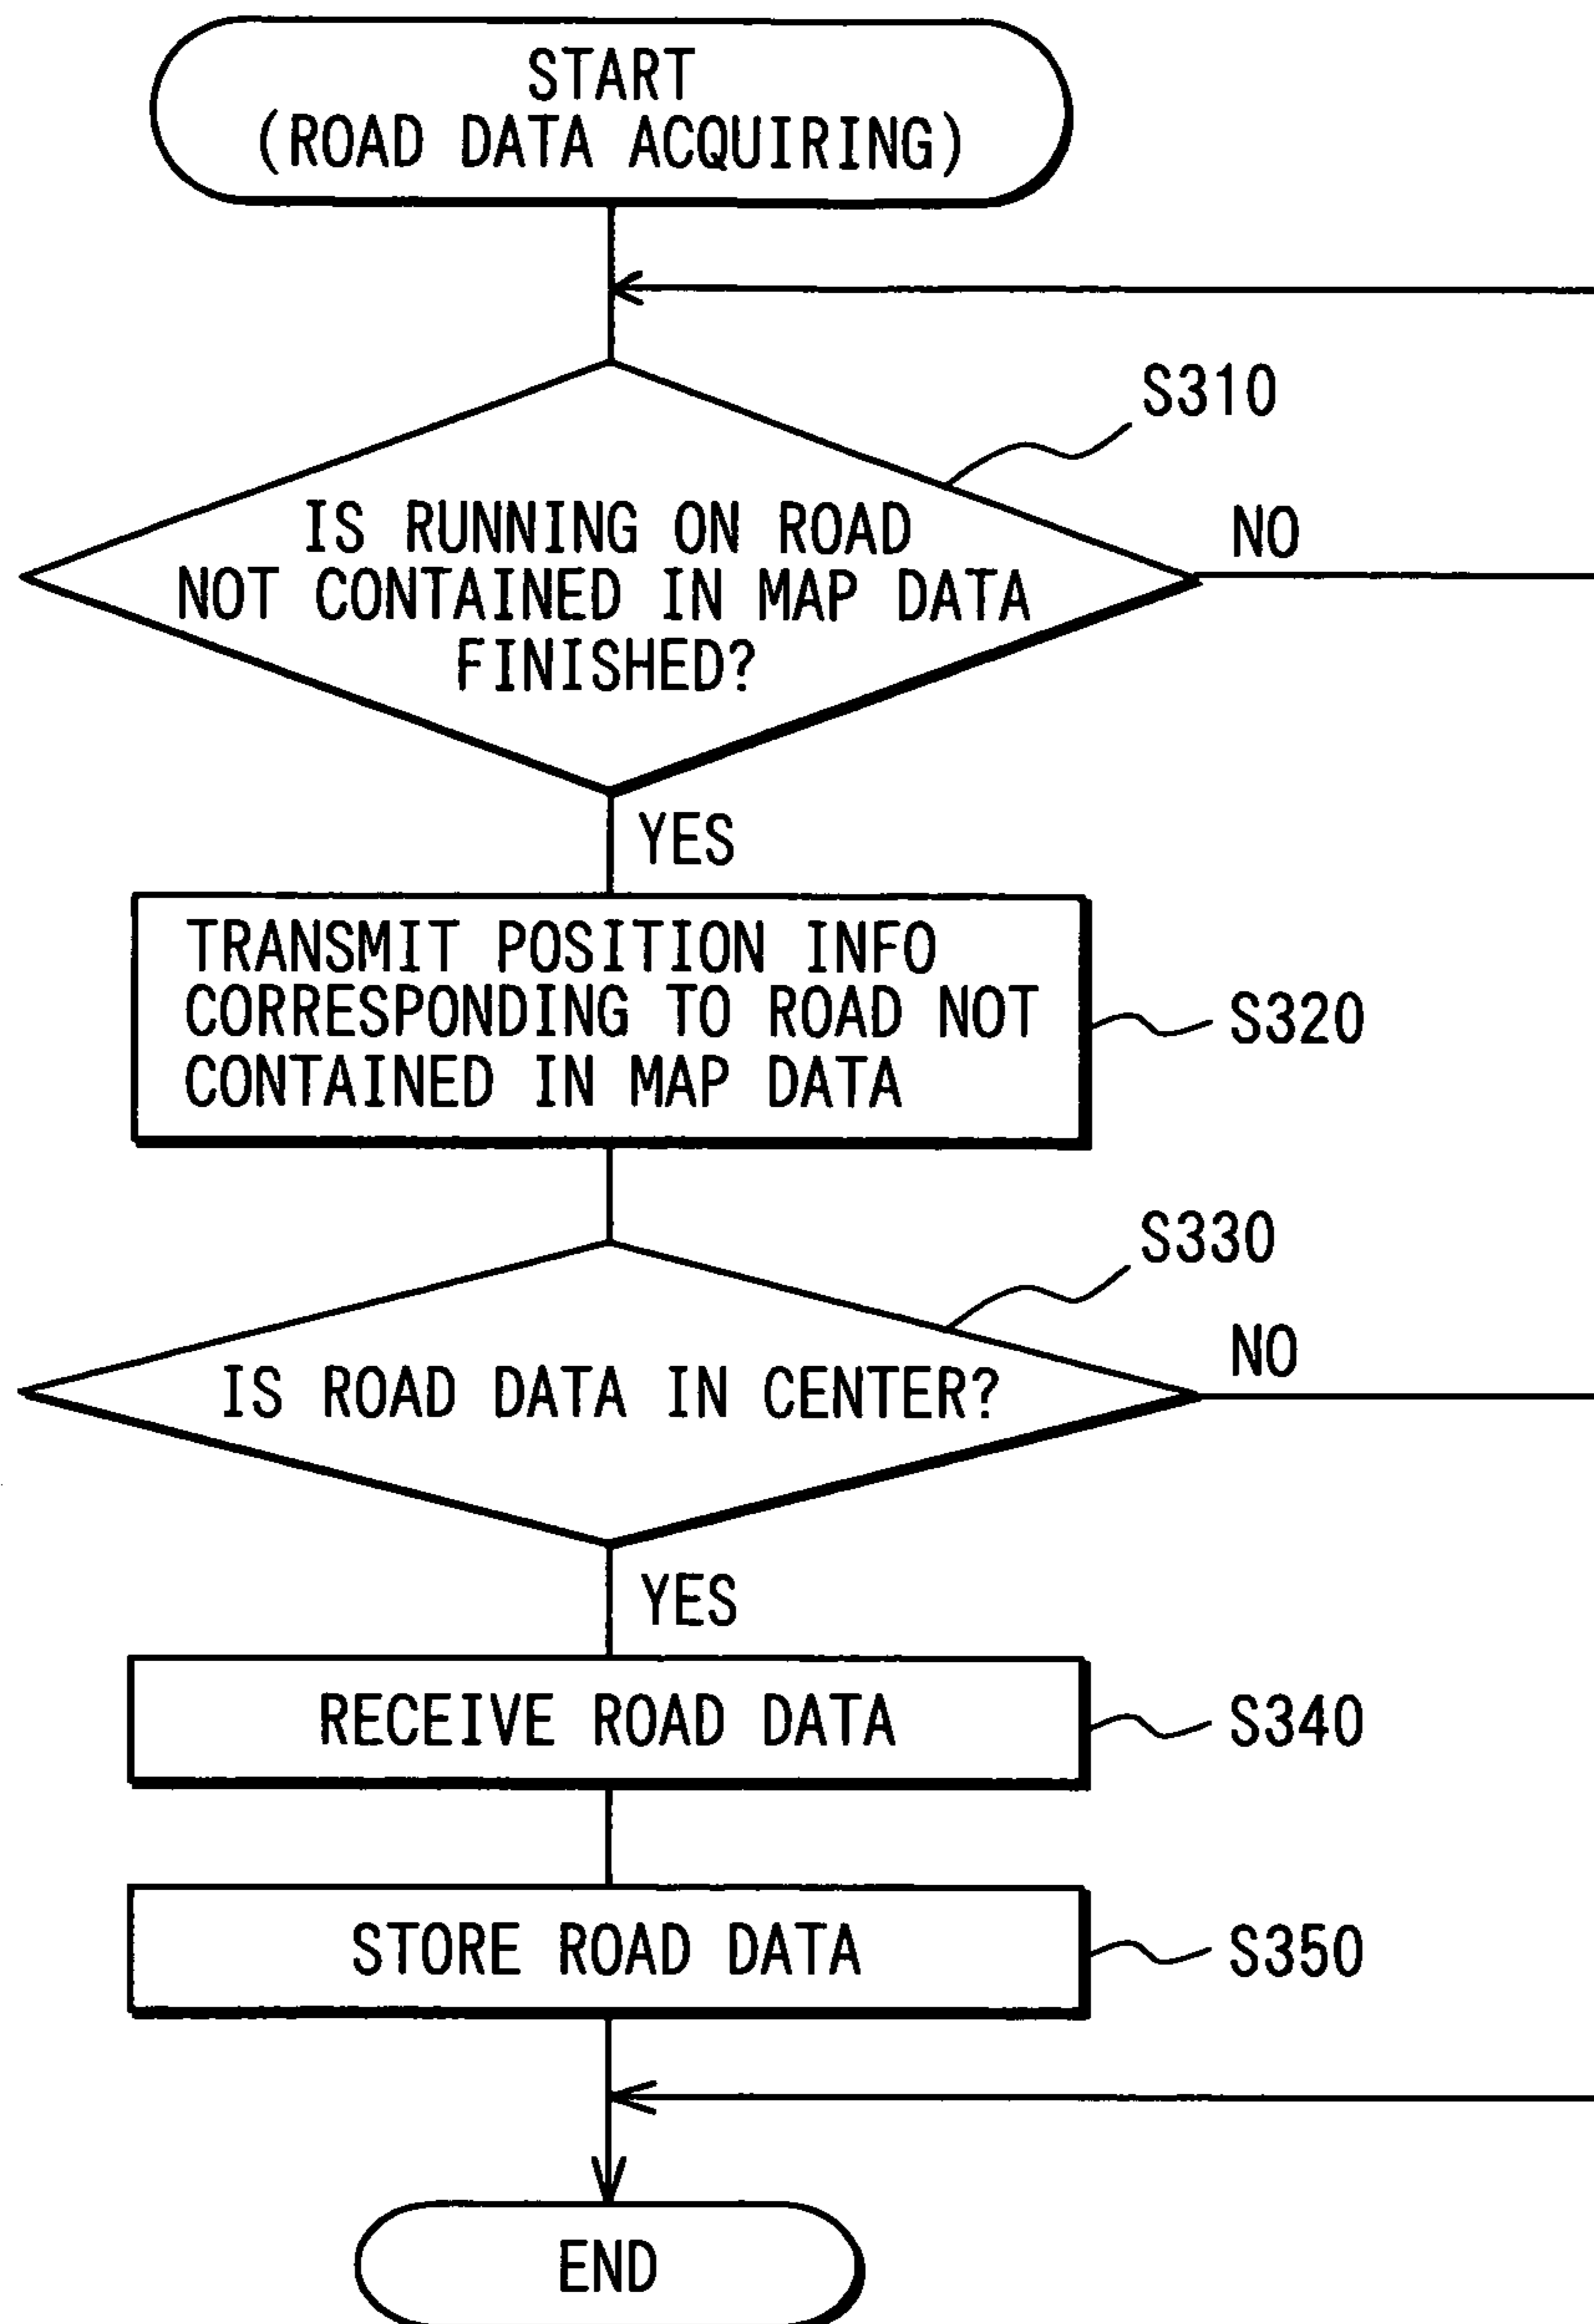 START
(ROAD DATA ACQUIRING)
S310
IS RUNNING ON ROAD
NOT CONTAINED IN MAP DATA
FINISHED?
NO
YES
TRANSMIT POSITION INFO
CORRESPONDING TO ROAD NOT
CONTAINED IN MAP DATA
S320
S330
IS ROAD DATA IN CENTER?
NO
YES
RECEIVE ROAD DATA
S340
STORE ROAD DATA
S350
END